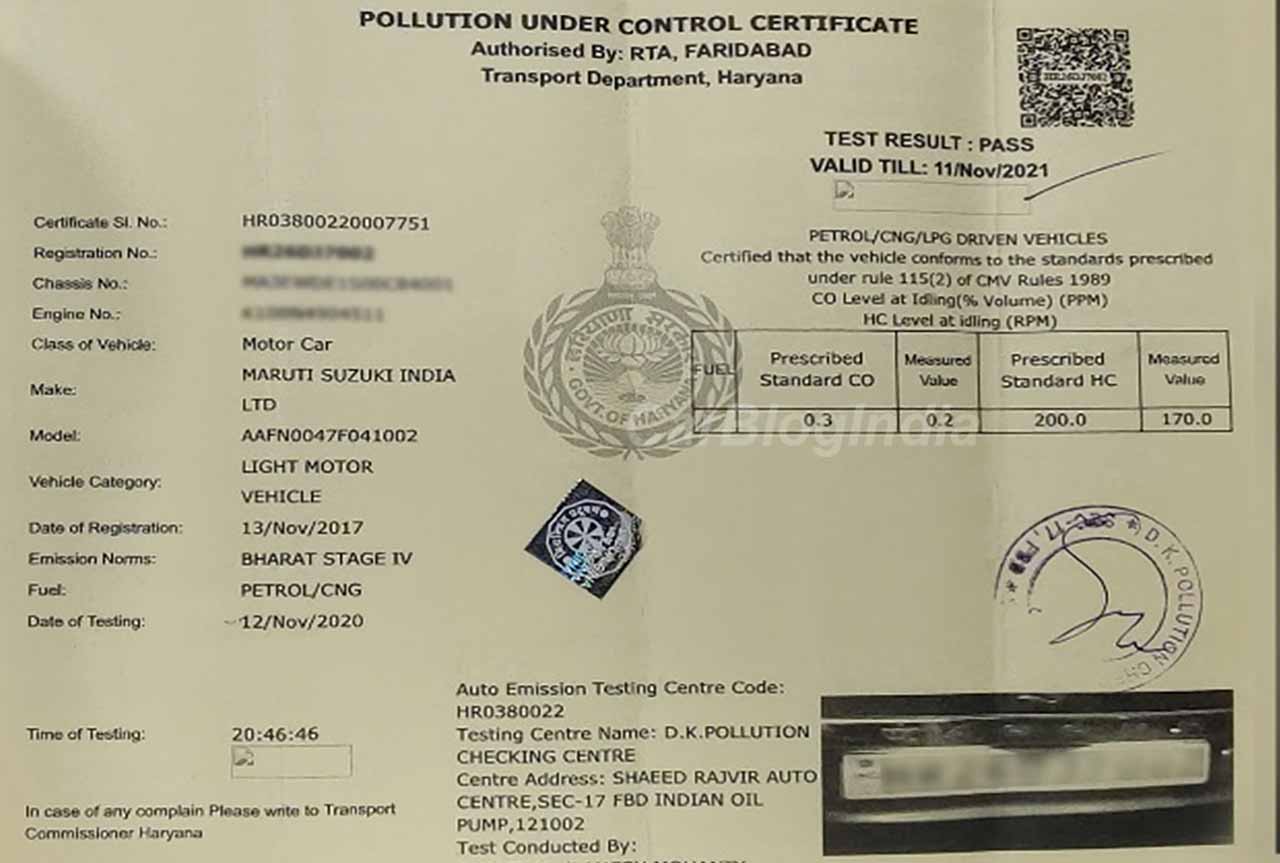 POLLUTION UNDER CONTROL CERTIFICATE
Authorised By: RTA, FARIDABAD
Transport Department, Haryana
TEST RESULT : PASS
VALID TILL: 11/Nov/2021
Certificate Sl. No.: HR03800220007751
Registration No.:
Chassis No.:
Engine No.:
Class of Vehicle: Motor Car
Make: MARUTI SUZUKI INDIA
LTD
Model: AAFN0047F041002
Vehicle Category: LIGHT MOTOR
VEHICLE
Date of Registration: 13/Nov/2017
Emission Norms: BHARAT STAGE IV
Fuel: PETROL/CNG
Date of Testing: 12/Nov/2020
Time of Testing: 20:46:46
In case of any complain Please write to Transport
Commissioner Haryana
PETROL/CNG/LPG DRIVEN VEHICLES
Certified that the vehicle conforms to the standards prescribed
under rule 115(2) of CMV Rules 1989
CO Level at Idling(% Volume) (PPM)
HC Level at idling (RPM)
FUEL Prescribed Standard CO Measured Value Prescribed Standard HC Measured Value
0.3 0.2 200.0 170.0
हरियाणा सरकार
GOVT. OF HARYANA
BlogIndia
D.K. POLLUTION
Auto Emission Testing Centre Code:
HR0380022
Testing Centre Name: D.K.POLLUTION
CHECKING CENTRE
Centre Address: SHAEED RAJVIR AUTO
CENTRE,SEC-17 FBD INDIAN OIL
PUMP,121002
Test Conducted By: